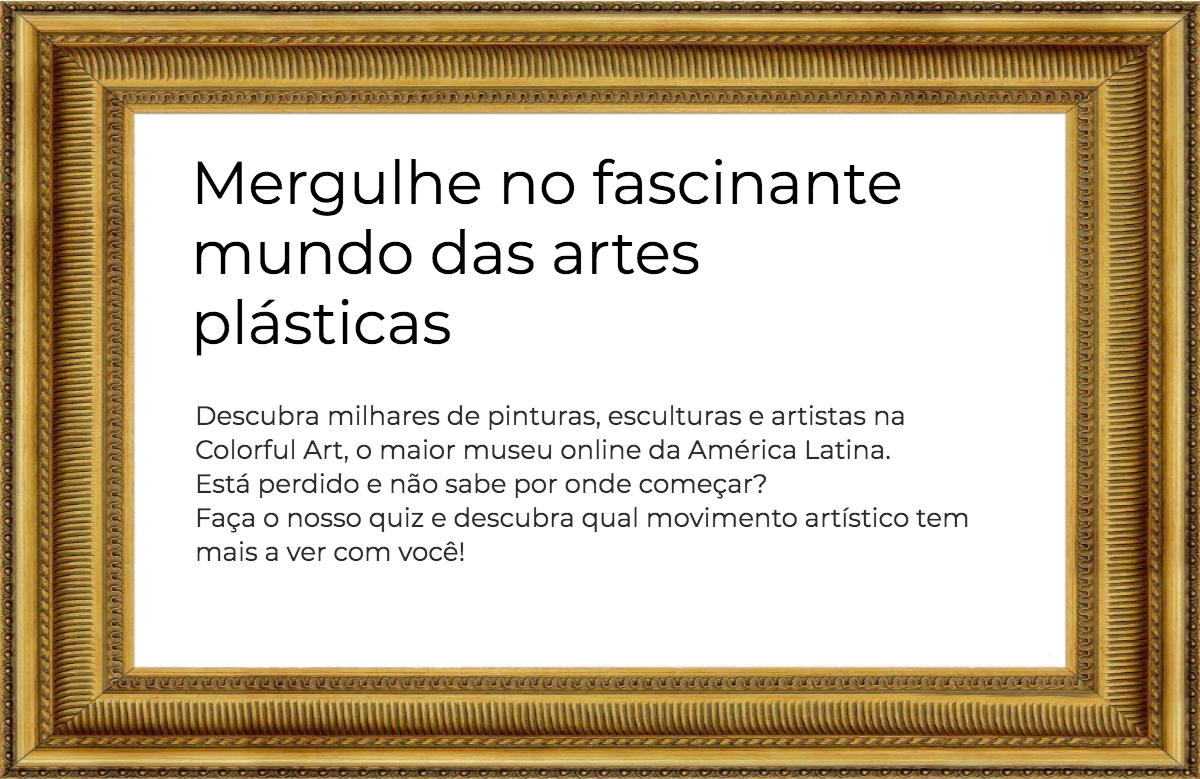 Mergulhe no fascinante
mundo das artes
plásticas
Descubra milhares de pinturas, esculturas e artistas na
Colorful Art, o maior museu online da América Latina.
Está perdido e não sabe por onde começar?
Faça o nosso quiz e descubra qual movimento artístico tem
mais a ver com você!